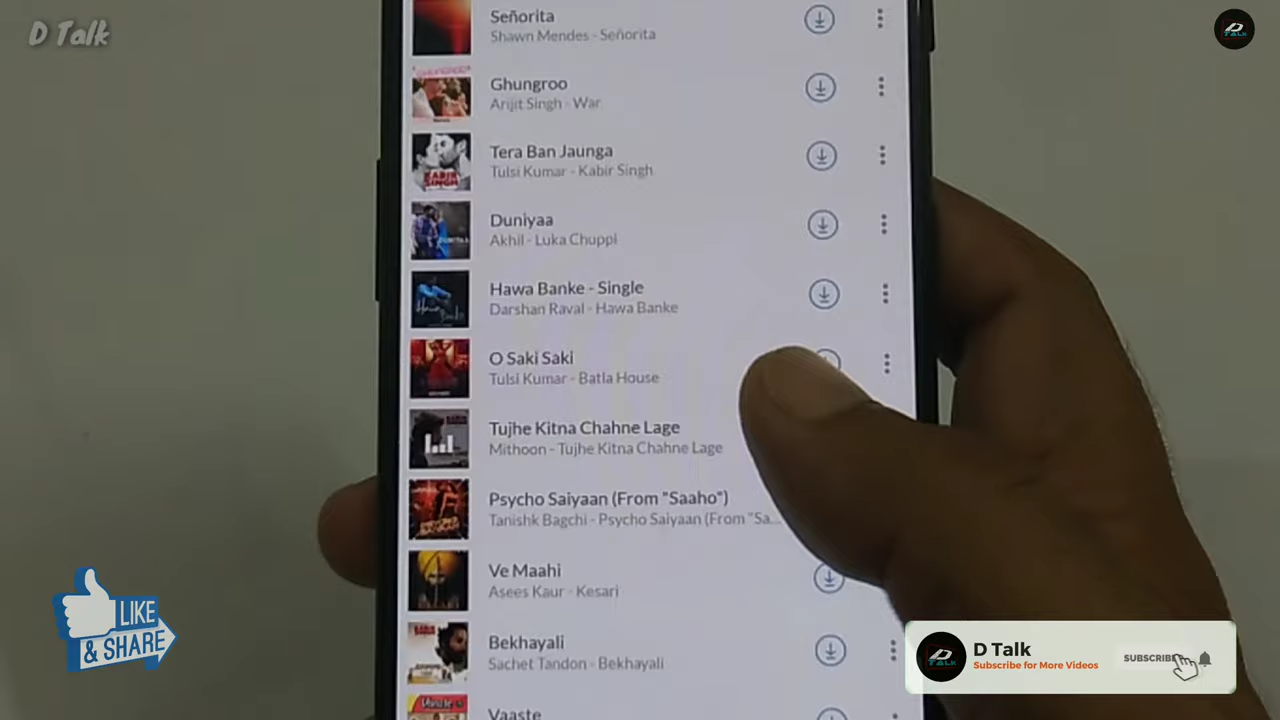 D Talk
Señorita
Shawn Mendes - Señorita
Ghungroo
Arijit Singh - War
Tera Ban Jaunga
Tulsi Kumar - Kabir Singh
KABIR
SINGH
Duniyaa
Akhil - Luka Chuppi
Hawa Banke - Single
Darshan Raval - Hawa Banke
O Saki Saki
Tulsi Kumar - Batla House
Tujhe Kitna Chahne Lage
Mithoon - Tujhe Kitna Chahne Lage
Psycho Saiyaan (From "Saaho")
Tanishk Bagchi - Psycho Saiyaan (From "Sa...
Ve Maahi
Asees Kaur - Kesari
Bekhayali
Sachet Tandon - Bekhayali
Vaaste
LIKE
& SHARE
D Talk
Subscribe for More Videos
SUBSCRIBE